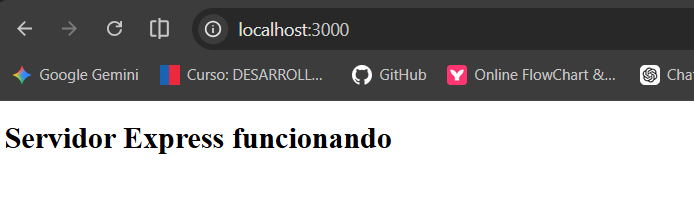 localhost:3000
Google Gemini
Curso: DESARROLL...
GitHub
Online FlowChart &...
Cha
Servidor Express funcionando